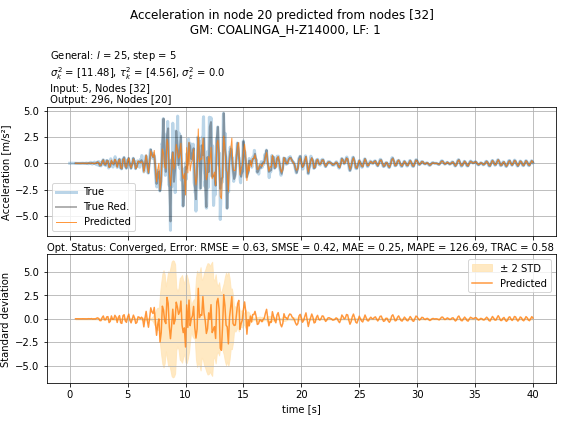 Acceleration in node 20 predicted from nodes [32]
GM: COALINGA_H-Z14000, LF: 1
General: l = 25, step = 5
σ²ₖ = [11.48], τ²ₖ = [4.56], σ²ε = 0.0
Input: 5, Nodes [32]
Output: 296, Nodes [20]
Acceleration [m/s²]
5.0
2.5
0.0
−2.5
−5.0
True
True Red.
Predicted
Opt. Status: Converged, Error: RMSE = 0.63, SMSE = 0.42, MAE = 0.25, MAPE = 126.69, TRAC = 0.58
Standard deviation
5.0
2.5
0.0
−2.5
−5.0
± 2 STD
Predicted
0 5 10 15 20 25 30 35 40
time [s]